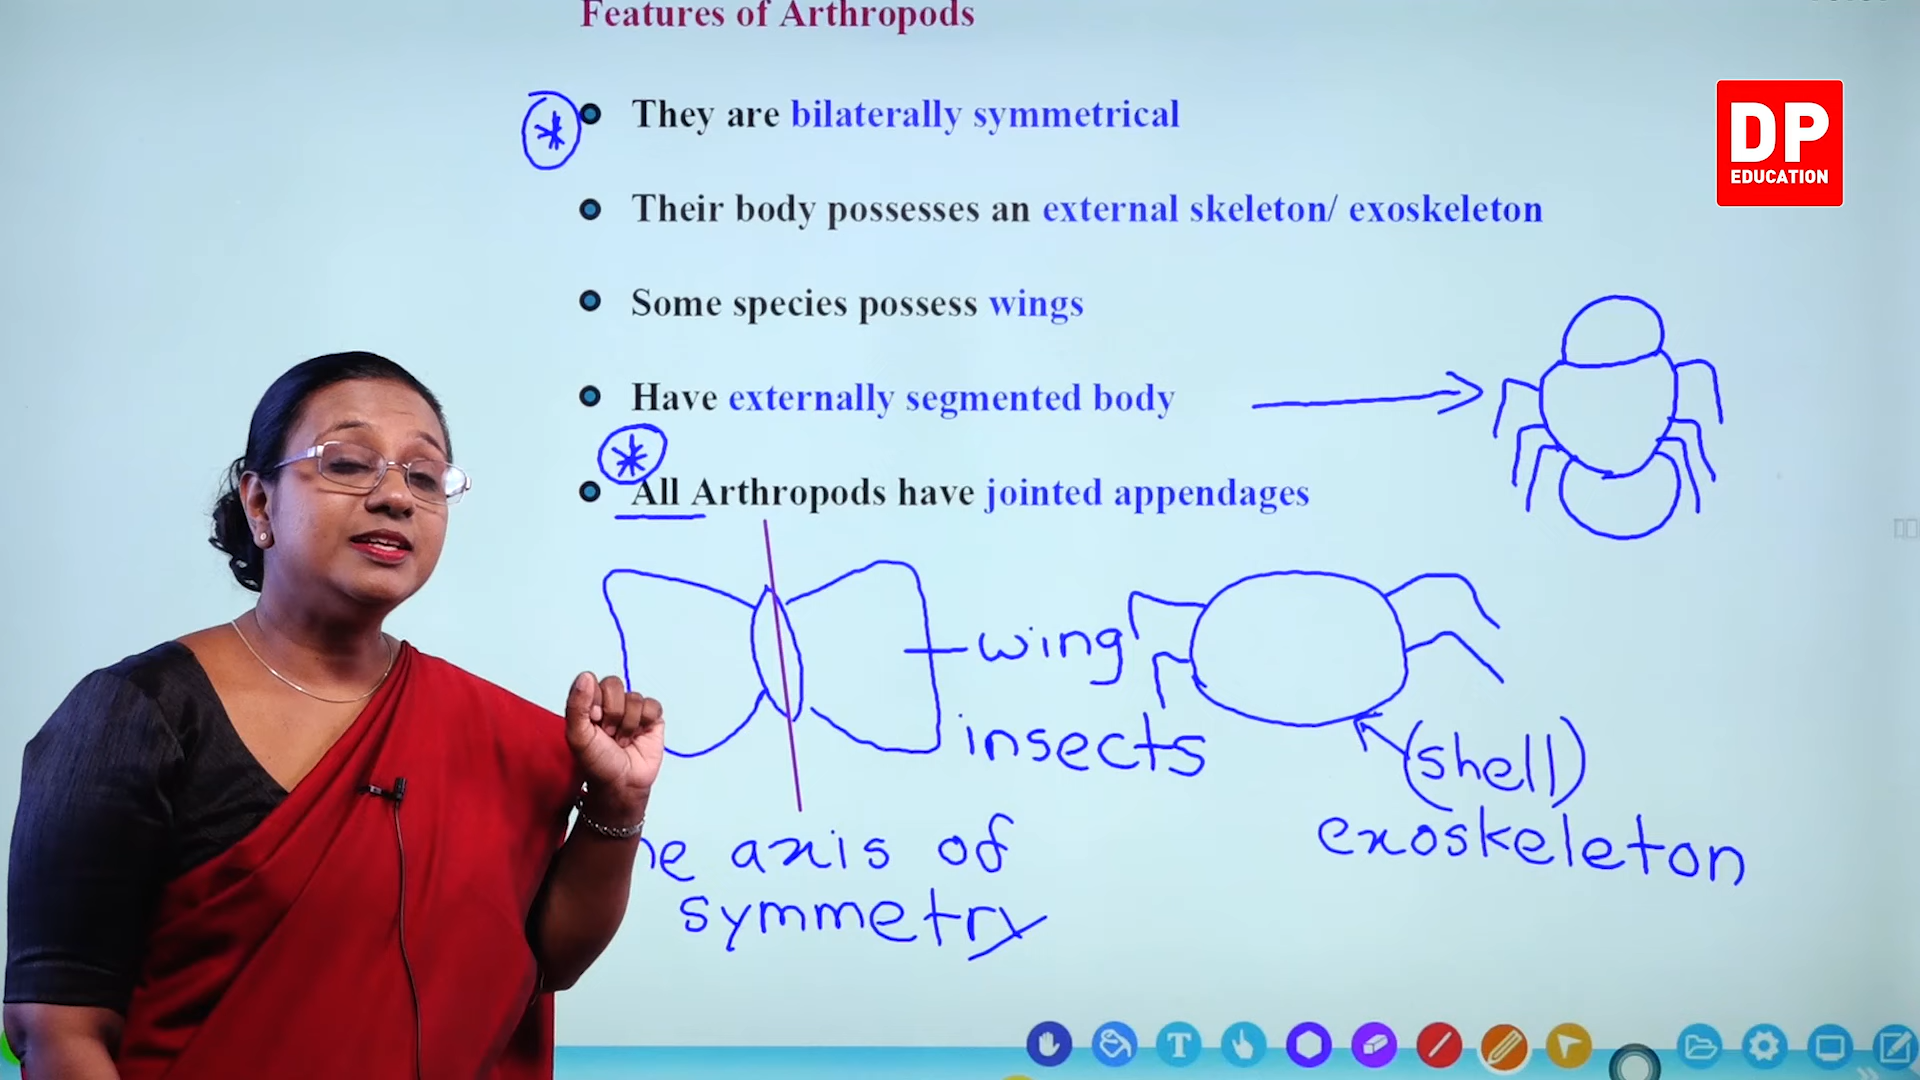 Features of Arthropods
They are bilaterally symmetrical
Their body possesses an external skeleton/ exoskeleton
Some species possess wings
Have externally segmented body
All Arthropods have jointed appendages
wing
insects
(shell)
exoskeleton
axis of
symmetry
DP
EDUCATION
T